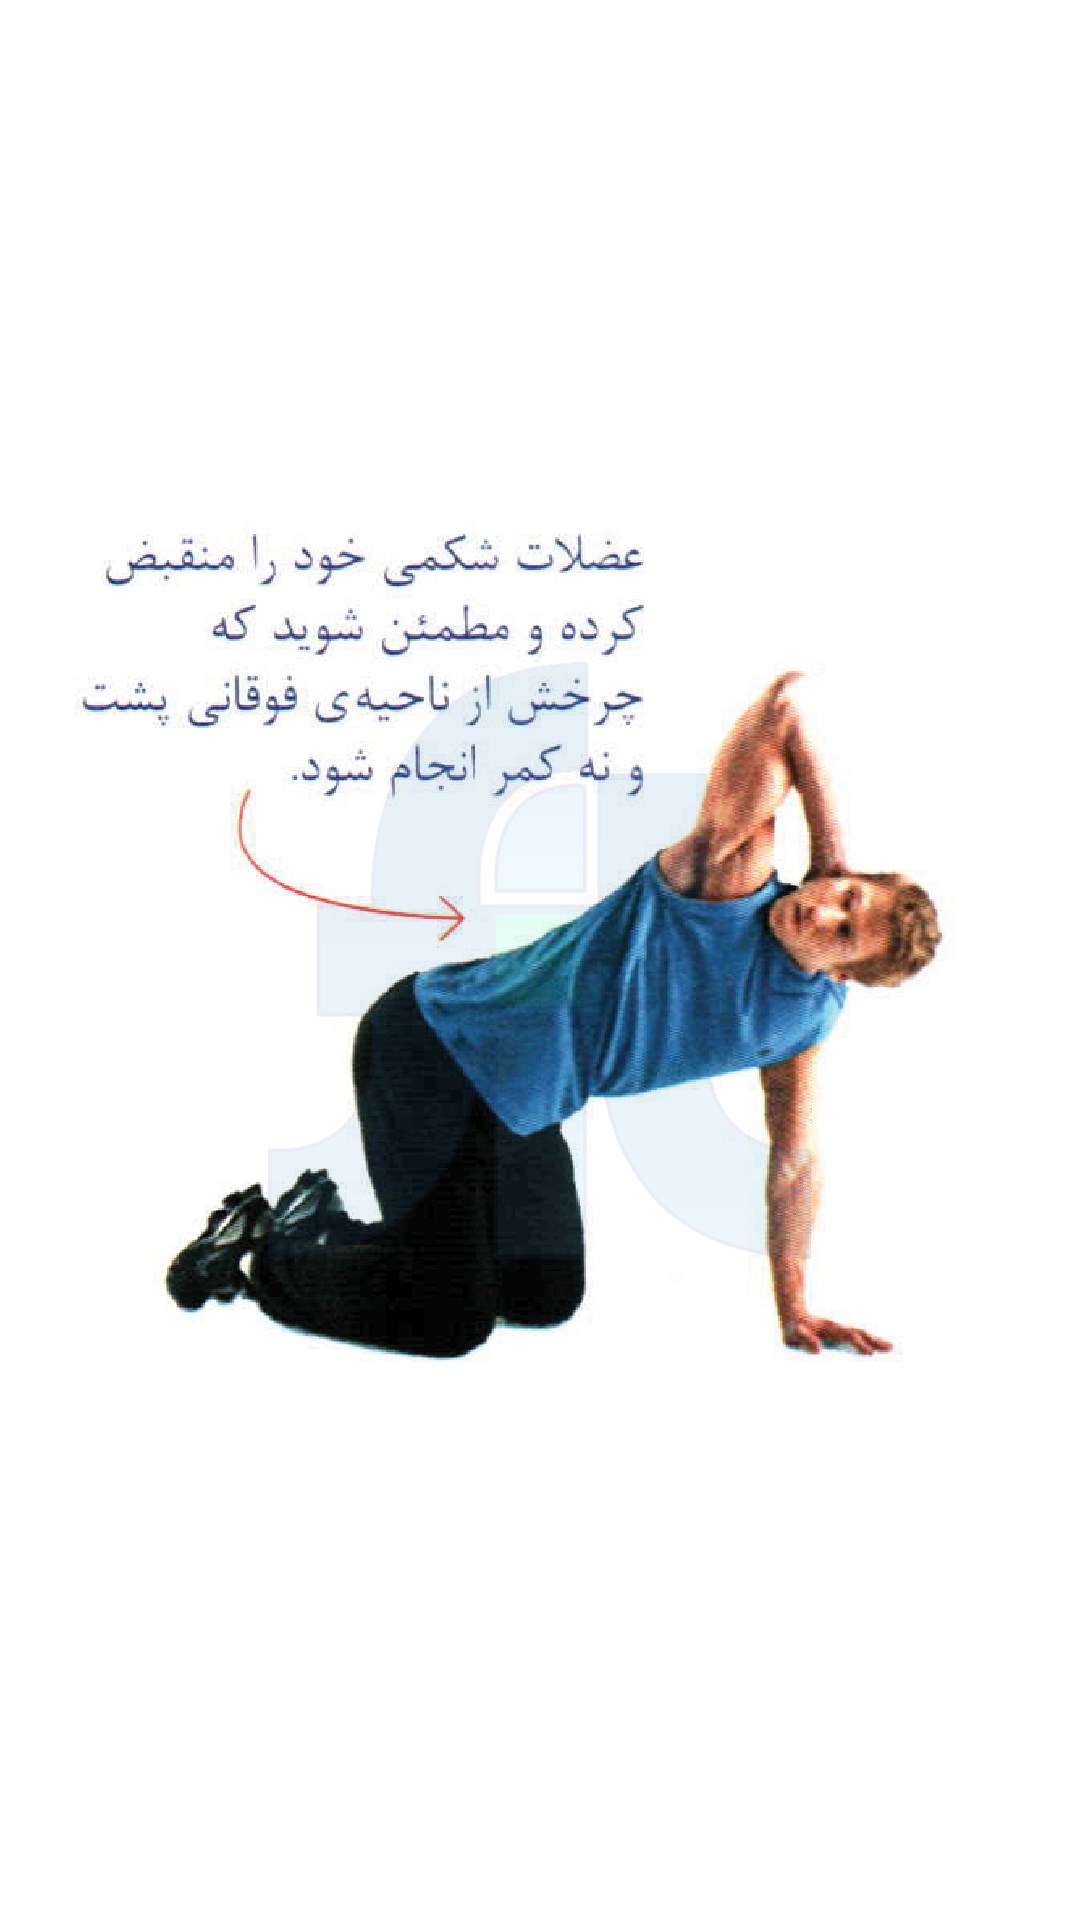 عضلات شکمی خود را منقبض
کرده و مطمئن شوید که
چرخش از ناحیه‌ی فوقانی پشت
و نه کمر انجام شود.